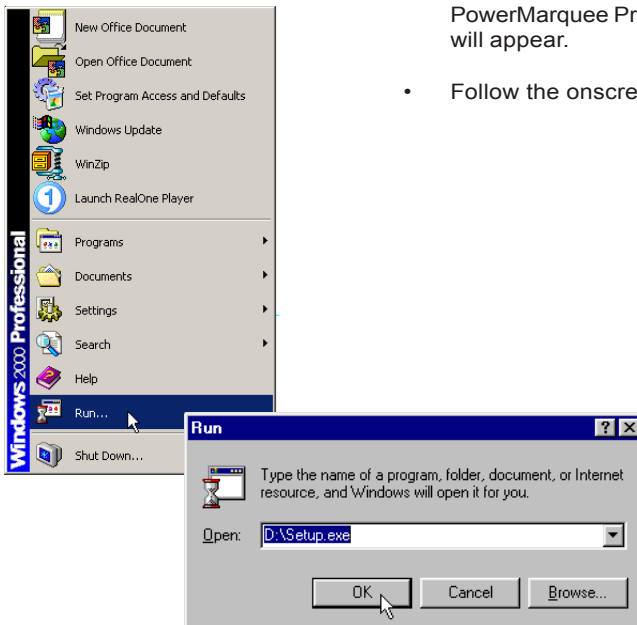 PowerMarquee Pr
will appear.
• Follow the onscre
New Office Document
Open Office Document
Set Program Access and Defaults
Windows Update
WinZip
Launch RealOne Player
Programs
Documents
Settings
Search
Help
Run...
Shut Down...
Windows 2000 Professional
Run
Type the name of a program, folder, document, or Internet
resource, and Windows will open it for you.
Open: D:\Setup.exe
OK Cancel Browse...